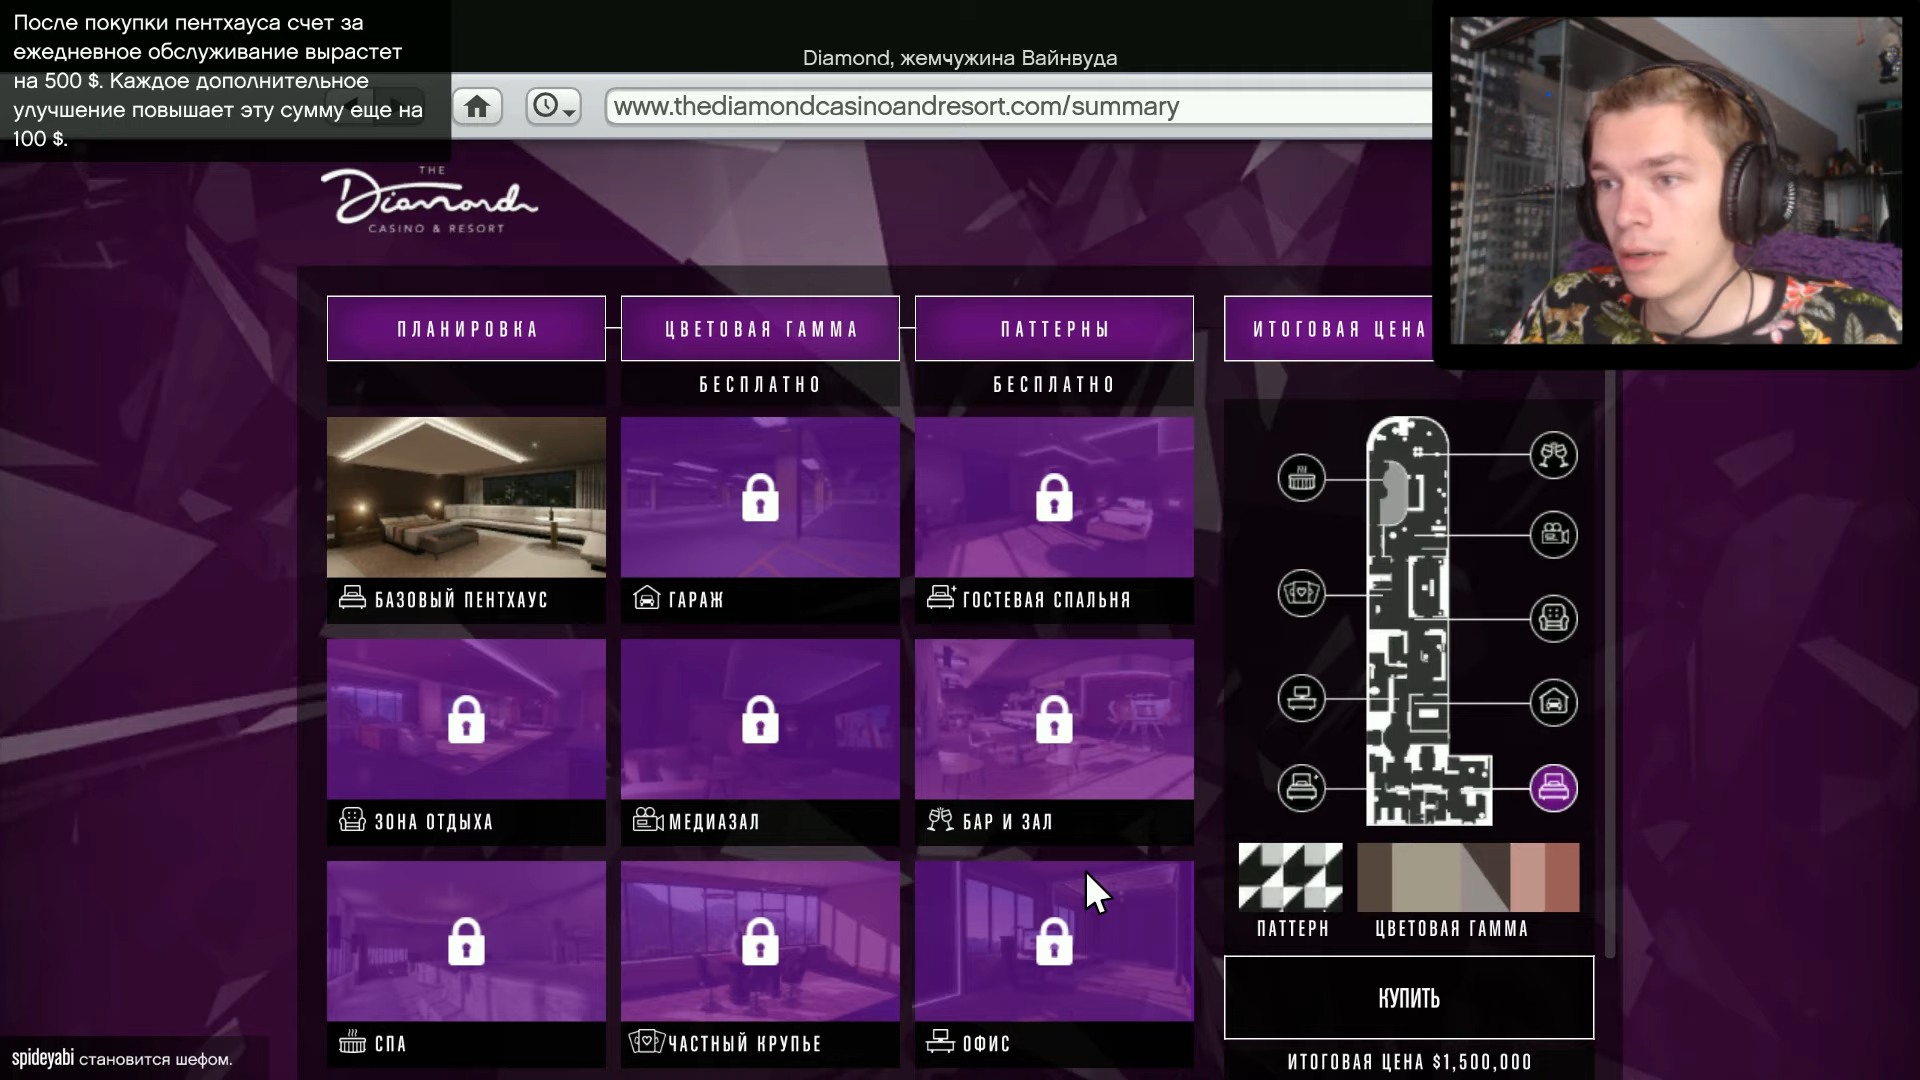 После покупки пентхауса счет за
ежедневное обслуживание вырастет
на 500 $. Каждое дополнительное
улучшение повышает эту сумму еще на
100 $.
Diamond, жемчужина Вайнвуда
www.thediamondcasinoandresort.com/summary
THE
Diamond
CASINO & RESORT
ПЛАНИРОВКА
ЦВЕТОВАЯ ГАММА
ПАТТЕРНЫ
ИТОГОВАЯ ЦЕНА
БЕСПЛАТНО
БЕСПЛАТНО
БАЗОВЫЙ ПЕНТХАУС
ГАРАЖ
ГОСТЕВАЯ СПАЛЬНЯ
ЗОНА ОТДЫХА
МЕДИАЗАЛ
БАР И ЗАЛ
СПА
ЧАСТНЫЙ КРУПЬЕ
ОФИС
ПАТТЕРН
ЦВЕТОВАЯ ГАММА
КУПИТЬ
ИТОГОВАЯ ЦЕНА $1,500,000
spideyabi становится шефом.